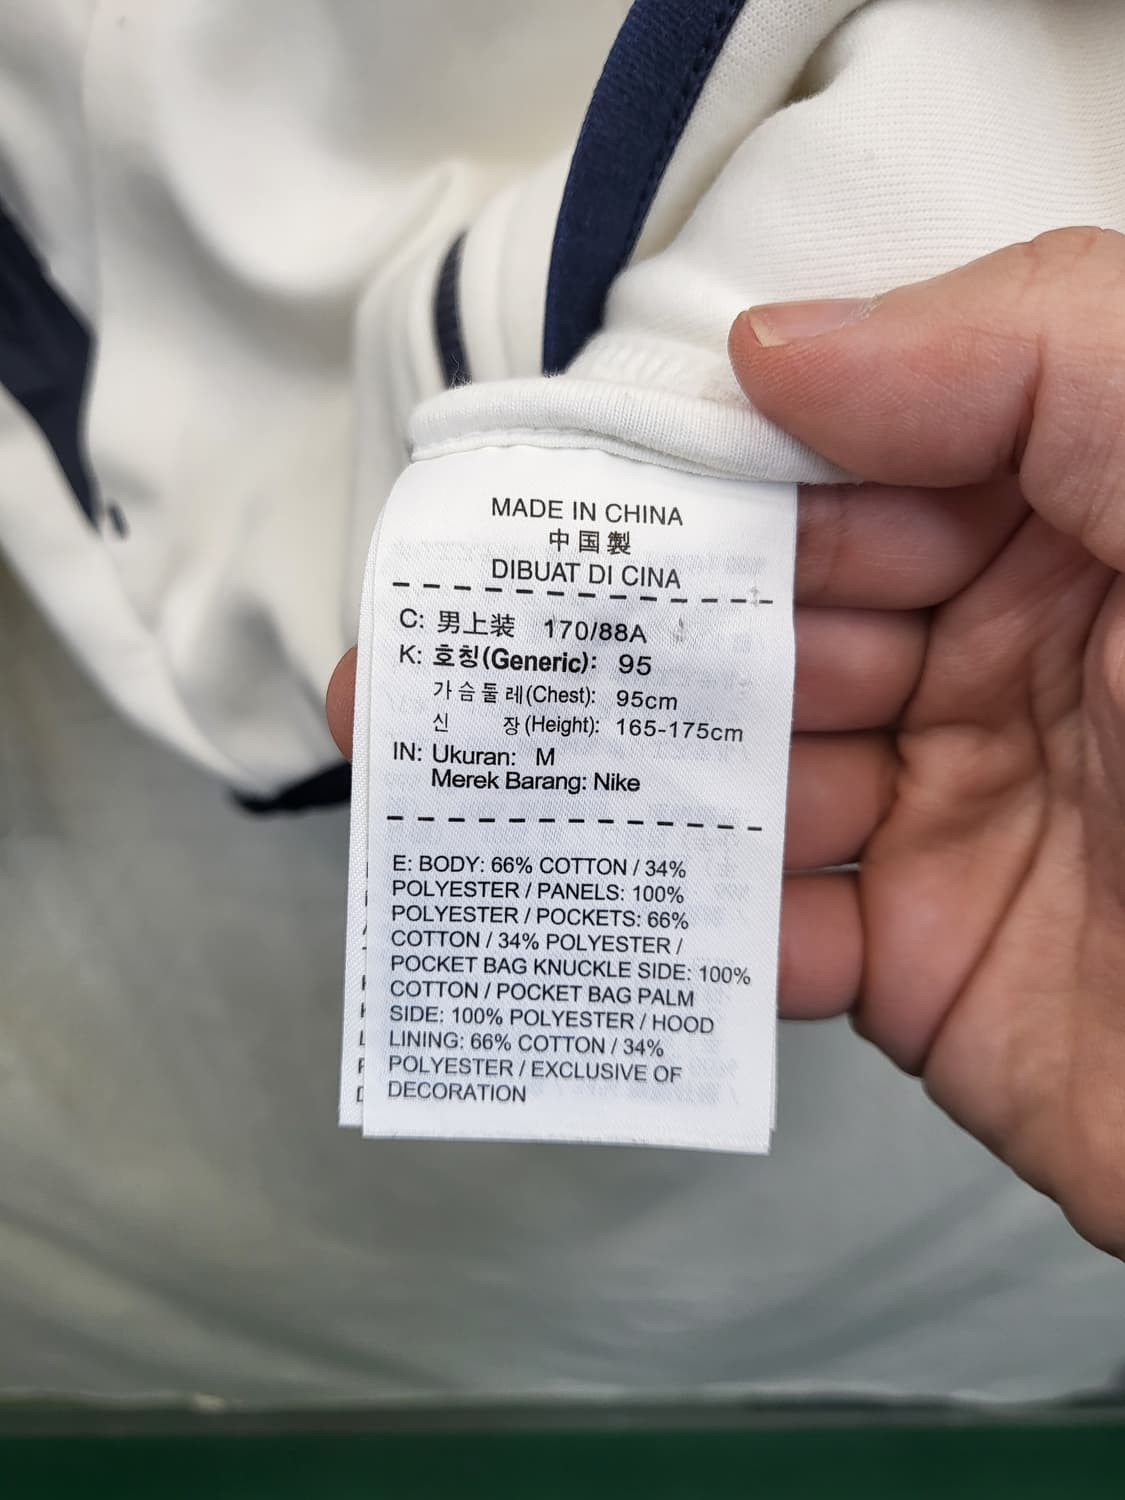 MADE IN CHINA
中国製
DIBUAT DI CINA
C: 男上装 170/88A
K: 호칭(Generic): 95
가슴둘레(Chest): 95cm
신 장(Height): 165-175cm
IN: Ukuran: M
Merek Barang: Nike
E: BODY: 66% COTTON / 34%
POLYESTER / PANELS: 100%
POLYESTER / POCKETS: 66%
COTTON / 34% POLYESTER /
POCKET BAG KNUCKLE SIDE: 100%
COTTON / POCKET BAG PALM
SIDE: 100% POLYESTER / HOOD
LINING: 66% COTTON / 34%
POLYESTER / EXCLUSIVE OF
DECORATION